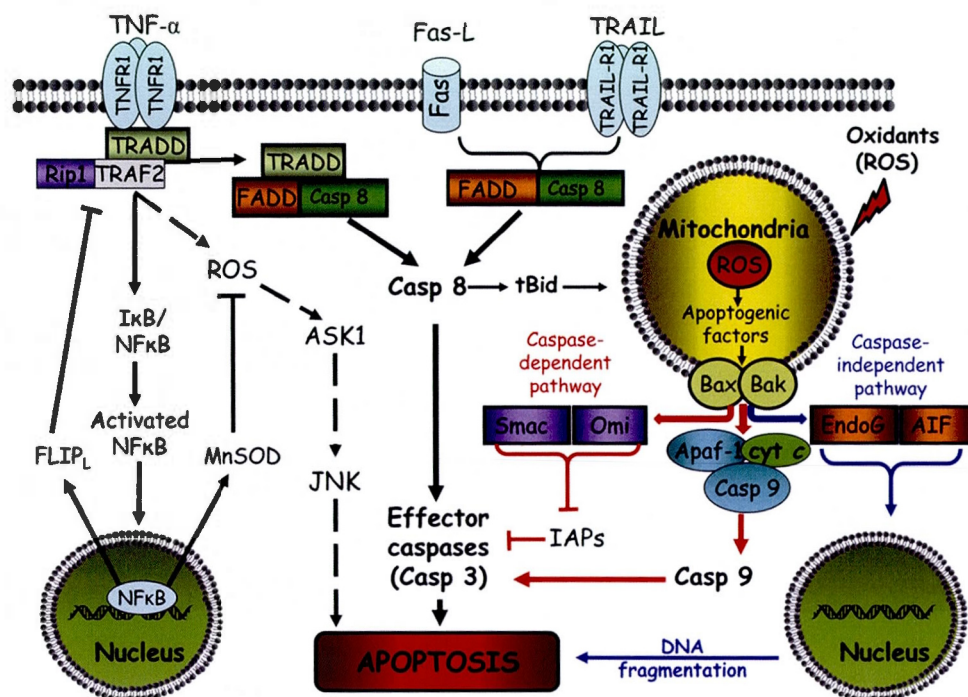 TNF-α
Fas-L
TRAIL
TNFR1
TNFR1
Fas
TRAIL-R1
TRAIL-R1
TRADD
Rip1
TRAF2
TRADD
FADD
Casp 8
FADD
Casp 8
Oxidants
(ROS)
Mitochondria
ROS
Apoptogenic
factors
Bax
Bak
ROS
Casp 8
tBid
IκB/
NFκB
ASK1
Caspase-
dependent
pathway
Caspase-
independent
pathway
Activated
NFκB
Smac
Omi
EndoG
AIF
FLIPL
MnSOD
JNK
Apaf-1
cyt c
Casp 9
Effector
caspases
(Casp 3)
IAPs
Casp 9
NFκB
Nucleus
Nucleus
APOPTOSIS
DNA
fragmentation